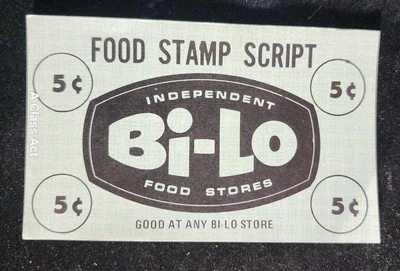 FOOD STAMP SCRIPT
5¢
5¢
INDEPENDENT
Bi-Lo
FOOD STORES
5¢
5¢
GOOD AT ANY BI-LO STORE
A Class Act